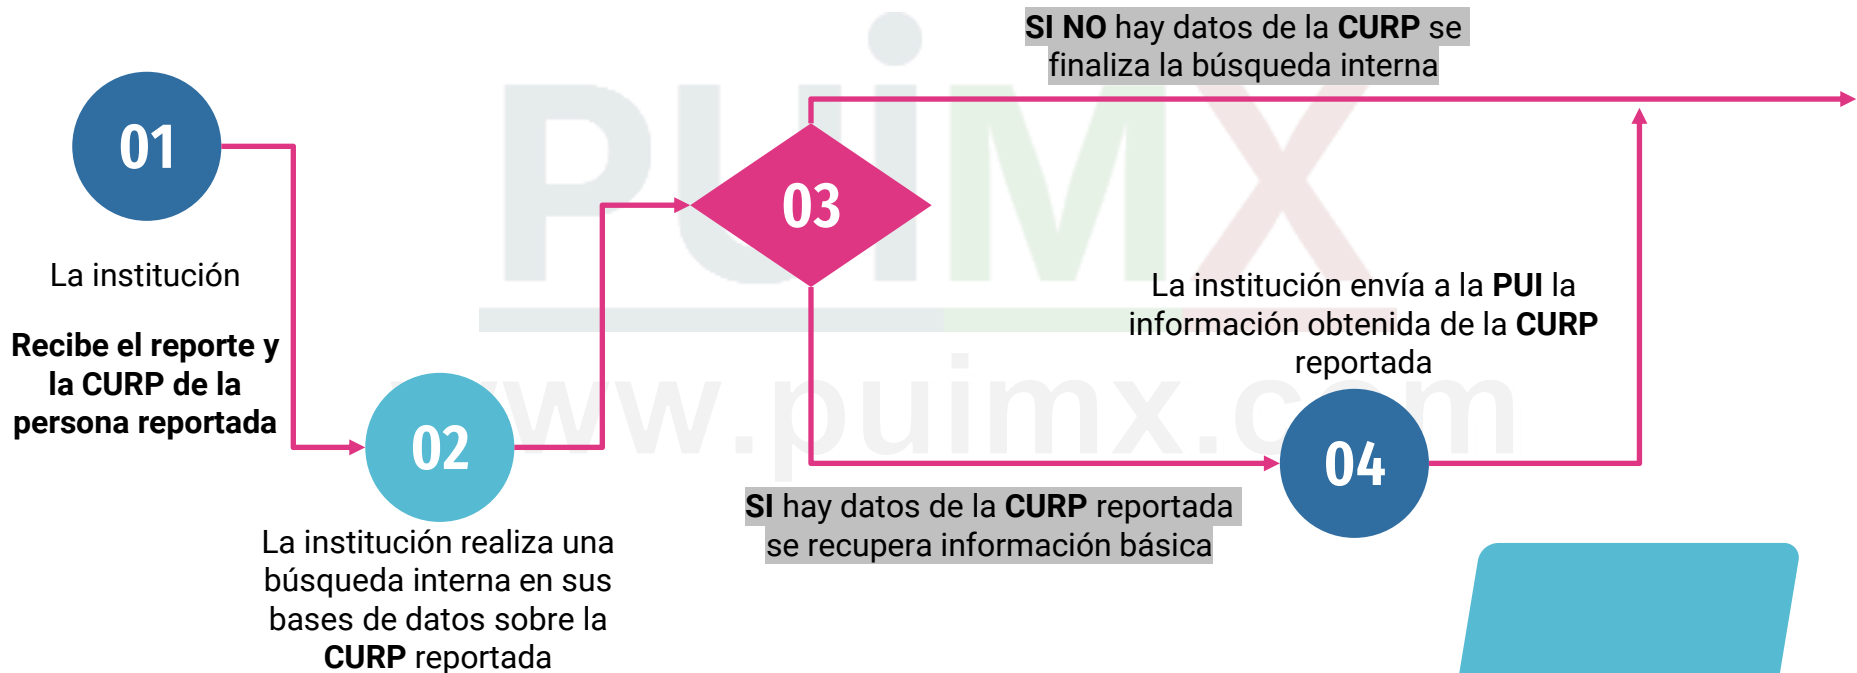 01
La institución
Recibe el reporte y
la CURP de la
persona reportada
02
La institución realiza una
búsqueda interna en sus
bases de datos sobre la
CURP reportada
03
SI NO hay datos de la CURP se
finaliza la búsqueda interna
SI hay datos de la CURP reportada
se recupera información básica
La institución envía a la PUI la
información obtenida de la CURP
reportada
04
PUiMX
www.puimx.com